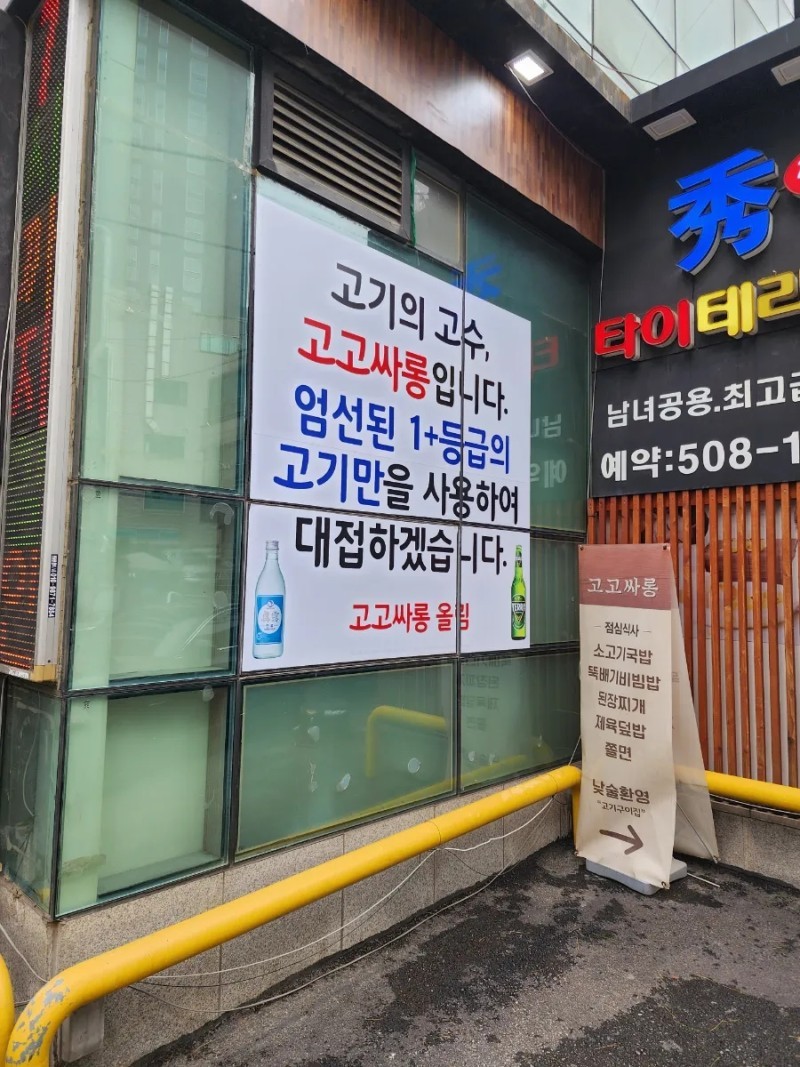 고기의 고수,
고고싸롱입니다.
엄선된 1+등급의
고기만을 사용하여
대접하겠습니다.
고고싸롱 올림
TERRA
秀
타이테라
남녀공용.최고급
예약:508-1
고고싸롱
점심식사
소고기국밥
뚝배기비빔밥
된장찌개
제육덮밥
쫄면
낮술환영
"고기구이집"